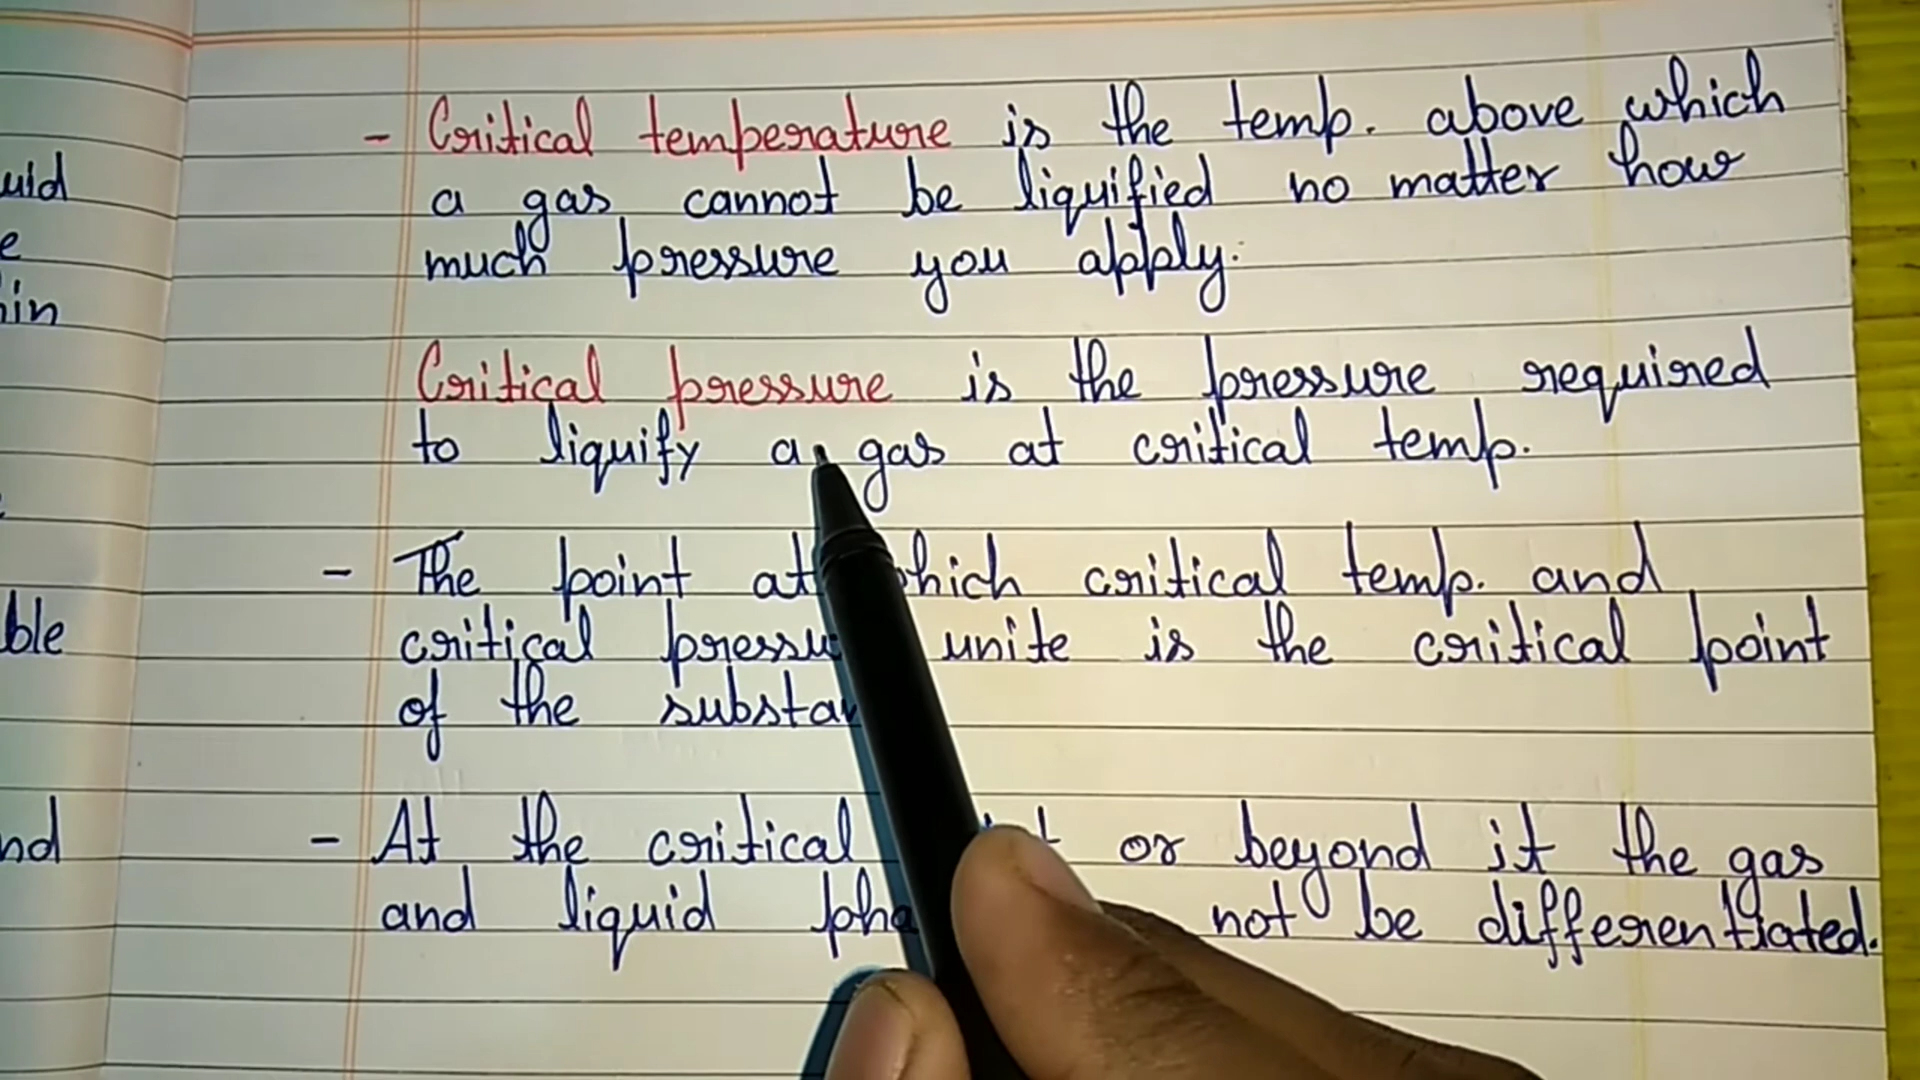 uid
e
in
ble
nd
- Critical temperature is the temp. above which
a gas cannot be liquified no matter how
much pressure you apply.
Critical pressure is the pressure required
to liquify a gas at critical temp.
- The point at which critical temp. and
critical pressu unite is the critical point
of the substan
- At the critical or beyond it the gas
and liquid pha not be differentiated.